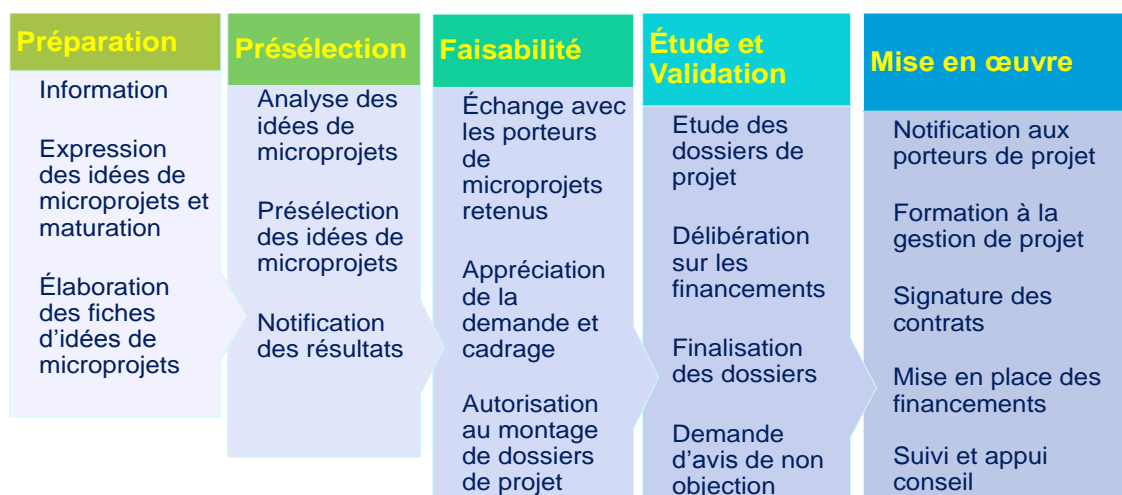 Préparation
Information
Expression
des idées de
microprojets et
maturation
Élaboration
des fiches
d'idées de
microprojets
Présélection
Analyse des
idées de
microprojets
Présélection
des idées de
microprojets
Notification
des résultats
Faisabilité
Échange avec
les porteurs
de
microprojets
retenus
Appréciation
de la
demande et
cadrage
Autorisation
au montage
de dossiers
de projet
Étude et
Validation
Etude des
dossiers de
projet
Délibération
sur les
financements
Finalisation
des dossiers
Demande
d'avis de non
objection
Mise en œuvre
Notification aux
porteurs de projet
Formation à la
gestion de projet
Signature des
contrats
Mise en place des
financements
Suivi et appui
conseil